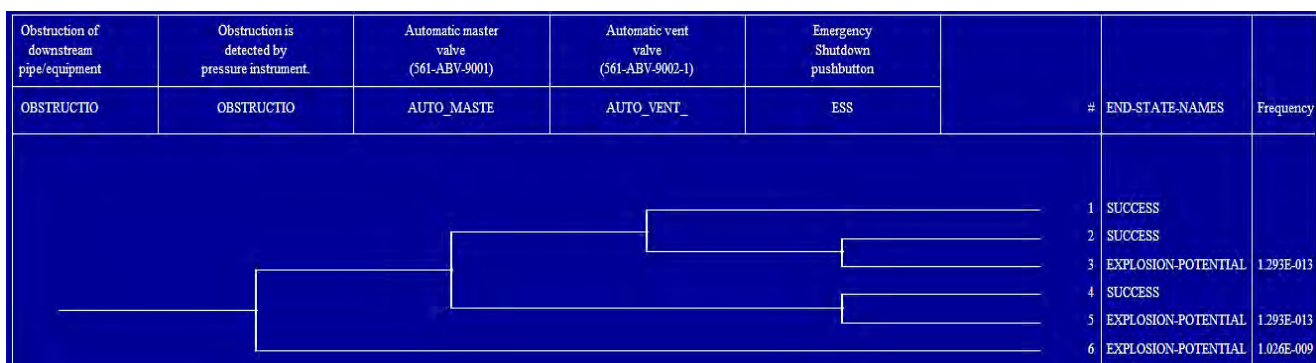 Obstruction of
downstream
pipe/equipment
Obstruction is
detected by
pressure instrument.
Automatic master
valve
(561-ABV-9001)
Automatic vent
valve
(561-ABV-9002-1)
Emergency
Shutdown
pushbutton
OBSTRUCTIO
OBSTRUCTIO
AUTO_MASTE
AUTO_VENT_
ESS
#
END-STATE-NAMES
Frequency
1 SUCCESS
2 SUCCESS
3 EXPLOSION-POTENTIAL 1.293E-013
4 SUCCESS
5 EXPLOSION-POTENTIAL 1.293E-013
6 EXPLOSION-POTENTIAL 1.026E-009